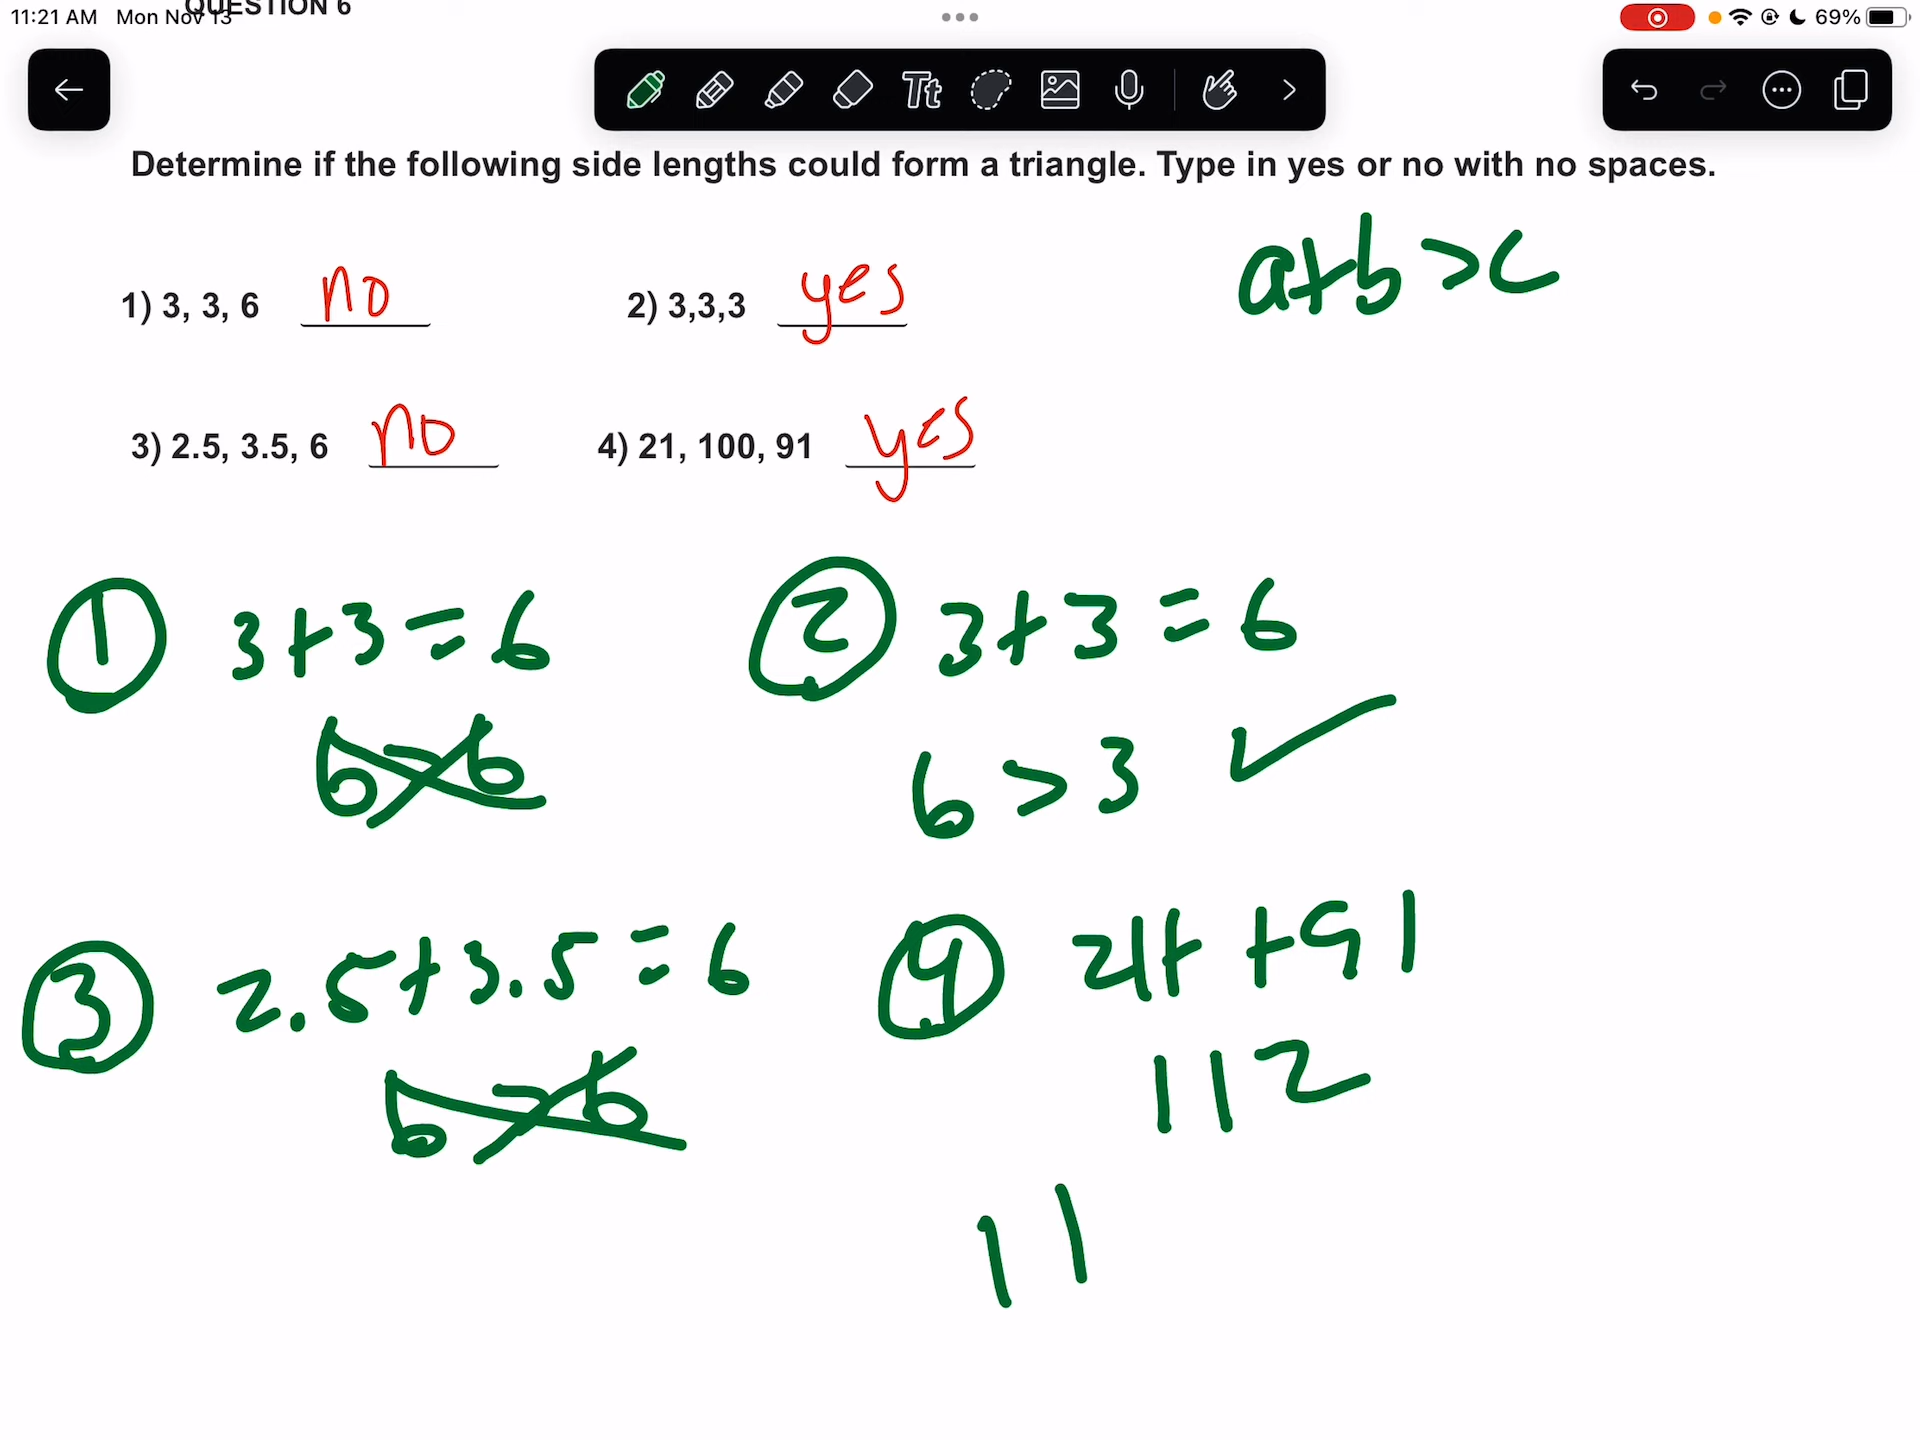 11:21 AM Mon Nov 13
QUESTION 6
69%
Tt
Determine if the following side lengths could form a triangle. Type in yes or no with no spaces.
a+b>c
1) 3, 3, 6 no 2) 3,3,3 yes
3) 2.5, 3.5, 6 no 4) 21, 100, 91 yes
1 3+3=6
6>6
2 3+3=6
6>3 ✓
3 2.5+3.5=6
6>6
4 21+ +91
112
11